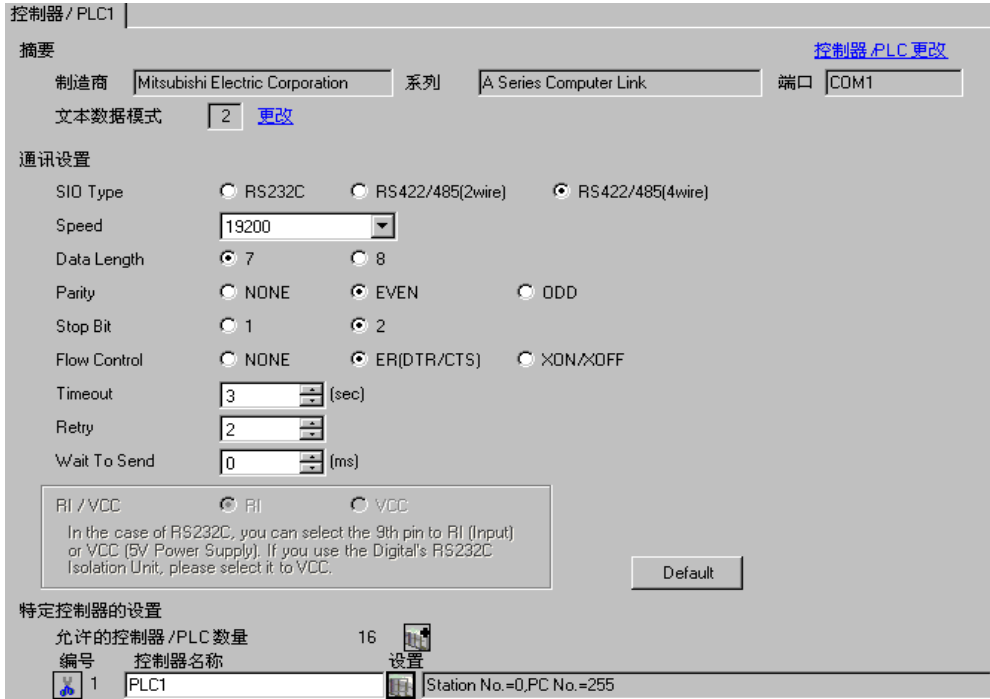 控制器/PLC1
摘要 控制器/PLC更改
制造商 Mitsubishi Electric Corporation 系列 A Series Computer Link 端口 COM1
文本数据模式 2 更改
通讯设置
SIO Type RS232C RS422/485(2wire) RS422/485(4wire)
Speed 19200
Data Length 7 8
Parity NONE EVEN ODD
Stop Bit 1 2
Flow Control NONE ER(DTR/CTS) XON/XOFF
Timeout 3 (sec)
Retry 2
Wait To Send 0 (ms)
RI / VCC RI VCC
In the case of RS232C, you can select the 9th pin to RI (Input)
or VCC (5V Power Supply). If you use the Digital's RS232C
Isolation Unit, please select it to VCC.
Default
特定控制器的设置
允许的控制器/PLC数量 16
编号 控制器名称 设置
1 PLC1 Station No.=0,PC No.=255